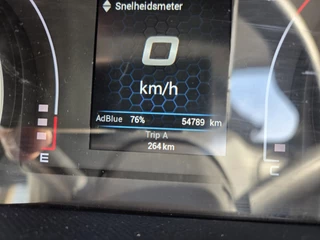 Snelheidsmeter
0
km/h
AdBlue 76% 54789 km
Trip A
264 km
E
E